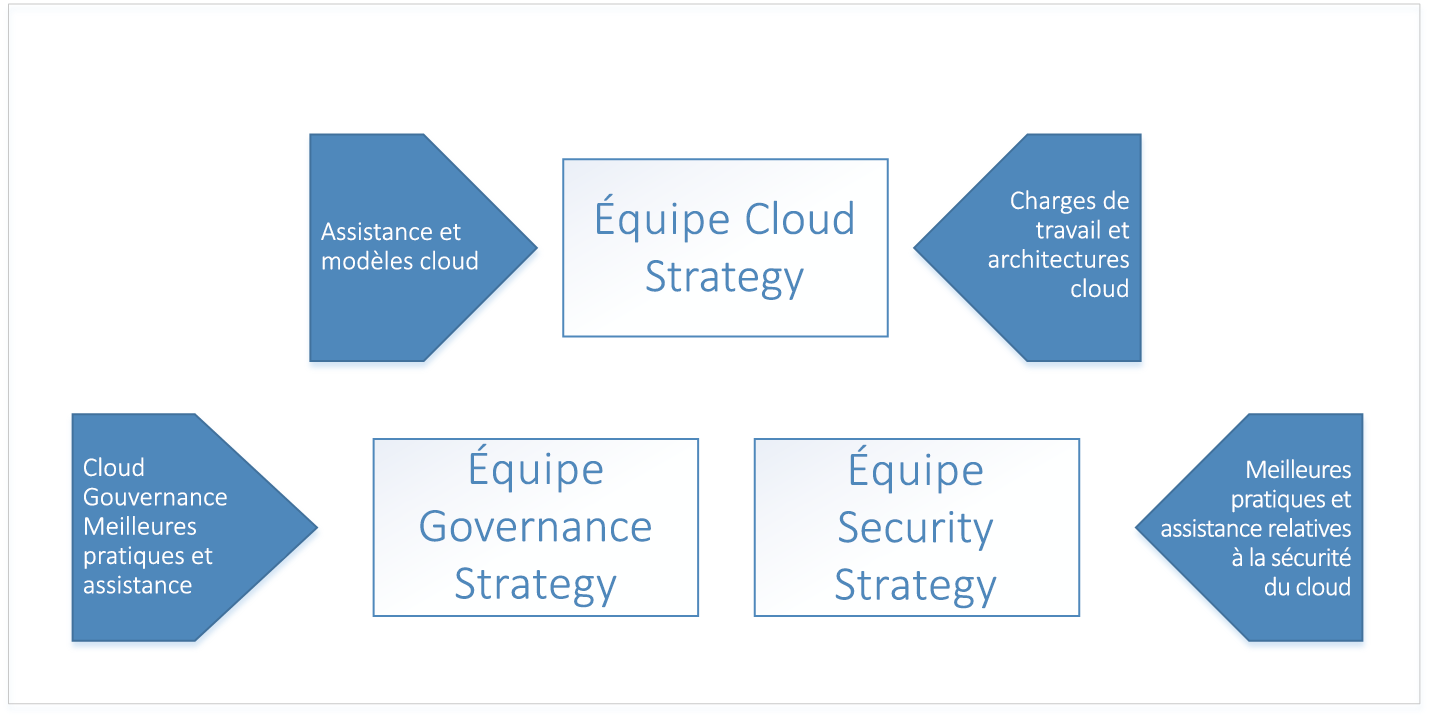 Assistance et
modèles cloud
Équipe Cloud
Strategy
Charges de
travail et
architectures
cloud
Cloud
Gouvernance
Meilleures
pratiques et
assistance
Équipe
Governance
Strategy
Équipe
Security
Strategy
Meilleures
pratiques et
assistance relatives
à la sécurité
du cloud